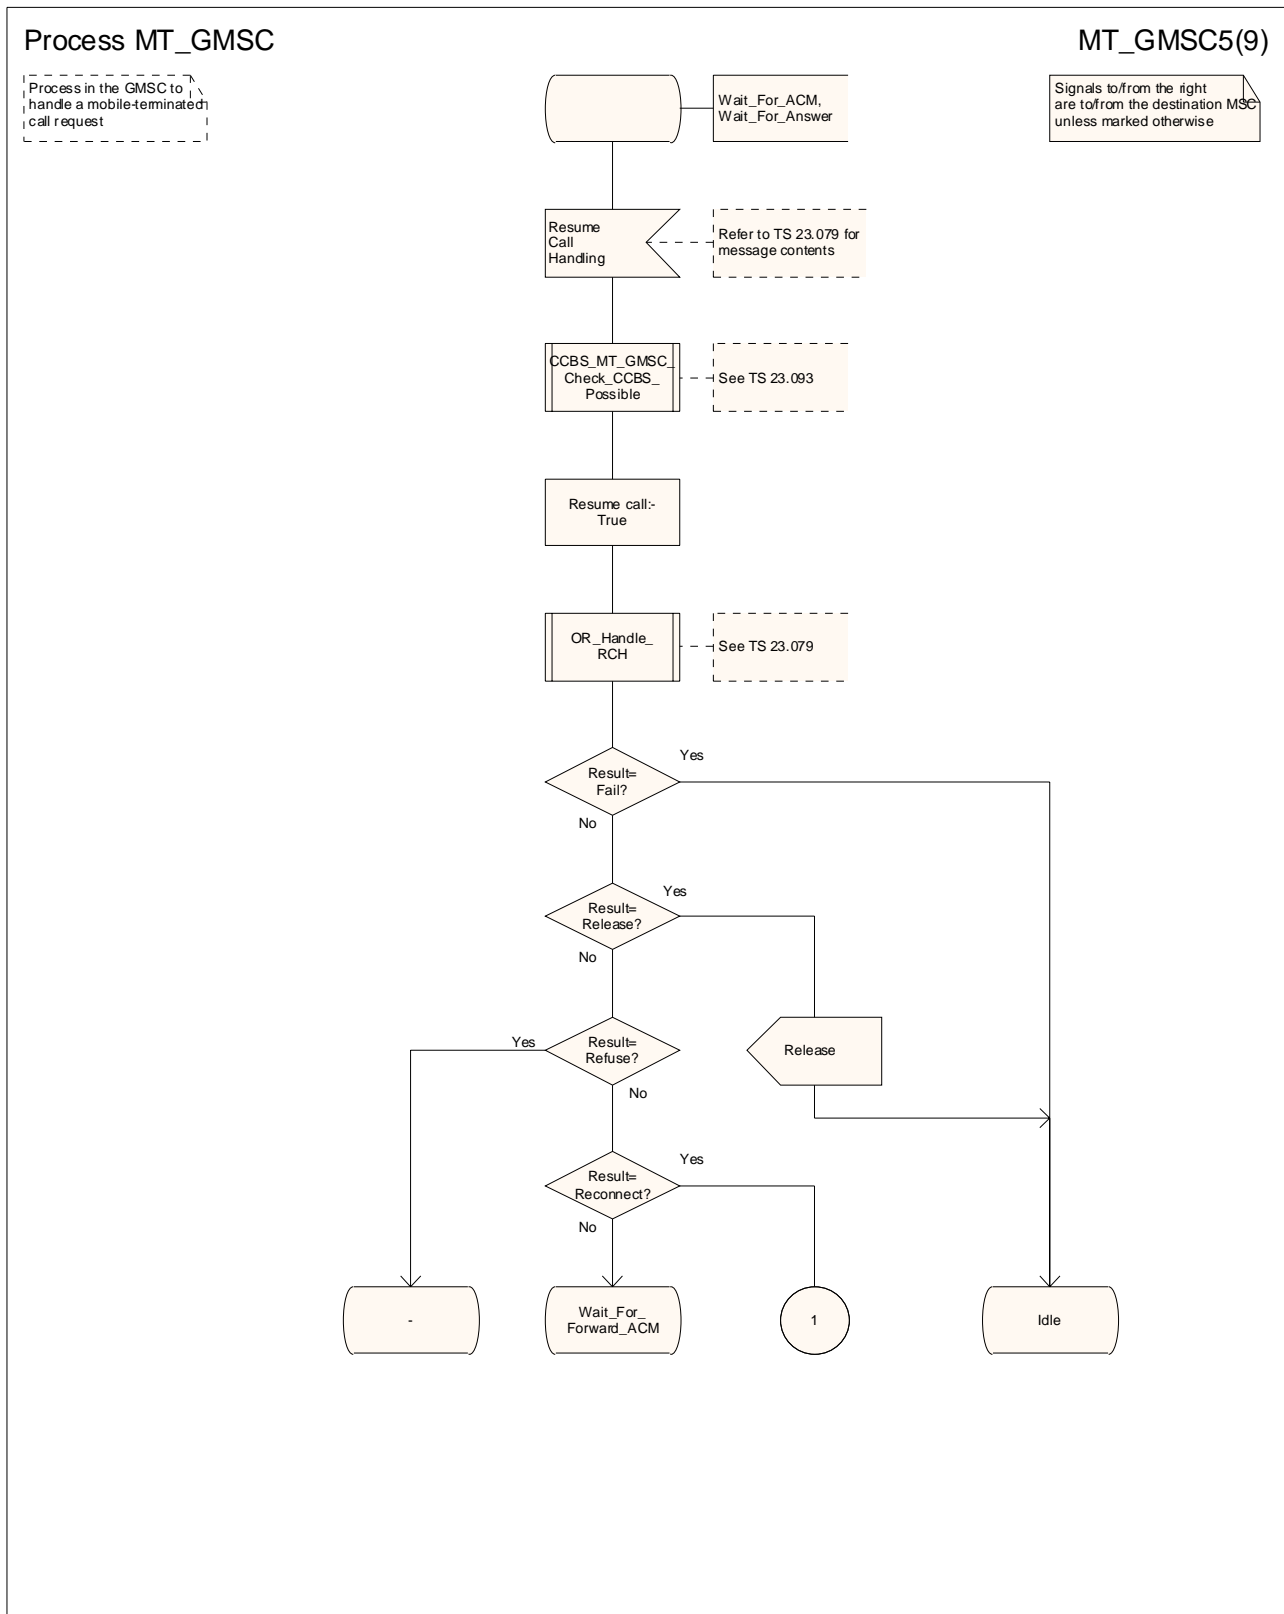 Process MT_GMSC
MT_GMSC5(9)
Process in the GMSC to
handle a mobile-terminated
call request
Wait_For_ACM,
Wait_For_Answer
Signals to/from the right
are to/from the destination MSC
unless marked otherwise
Resume
Call
Handling
Refer to TS 23.079 for
message contents
CCBS_MT_GMSC_
Check_CCBS_
Possible
See TS 23.093
Resume call:-
True
OR_Handle_
RCH
See TS 23.079
Yes
Result=
Fail?
No
Yes
Result=
Release?
No
Yes
Result=
Refuse?
Release
No
Yes
Result=
Reconnect?
No
-
Wait_For_
Forward_ACM
1
Idle